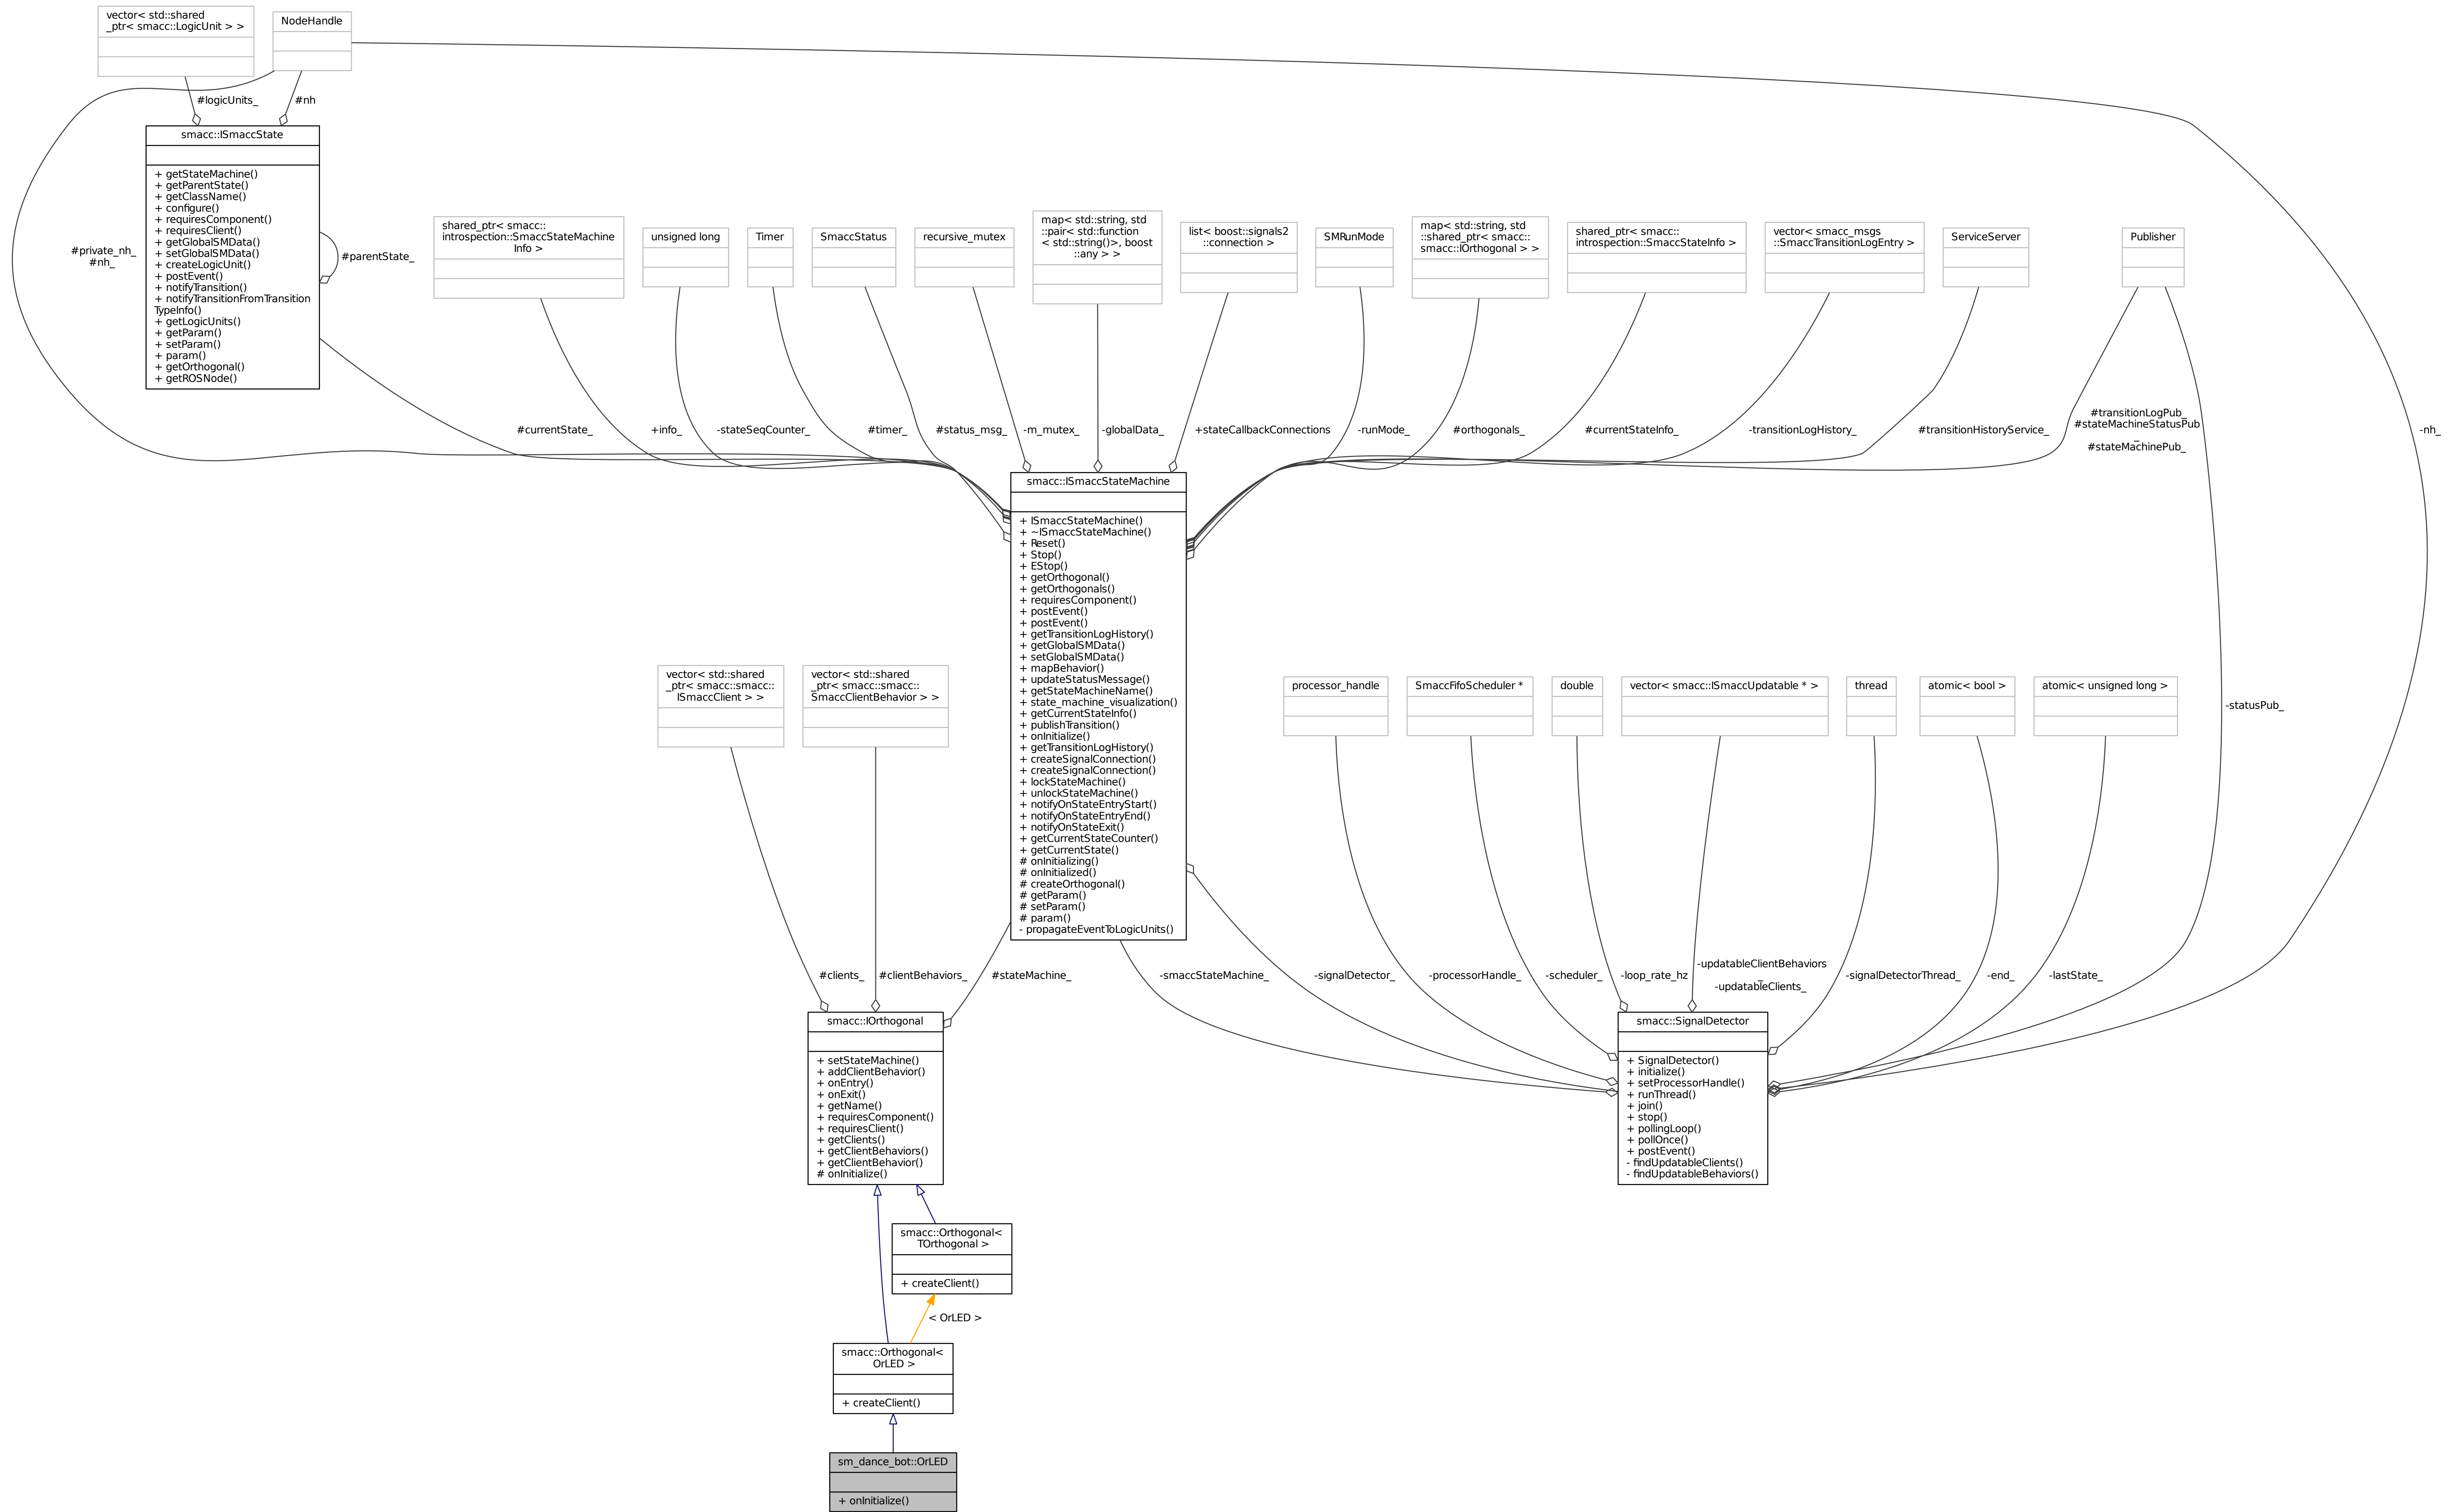 vector< std::shared
_ptr< smacc::LogicUnit > >
NodeHandle
#logicUnits_
#nh
smacc::ISmaccState
+ getStateMachine()
+ getParentState()
+ getClassName()
+ configure()
+ requiresComponent()
+ requiresClient()
+ getGlobalSMData()
+ setGlobalSMData()
+ createLogicUnit()
+ postEvent()
+ notifyTransition()
+ notifyTransitionFromTransition
TypeInfo()
+ getLogicUnits()
+ getParam()
+ setParam()
+ param()
+ getOrthogonal()
+ getROSNode()
#private_nh_
#nh_
#parentState_
shared_ptr< smacc::
introspection::SmaccStateMachine
Info >
unsigned long
Timer
SmaccStatus
recursive_mutex
map< std::string, std
::pair< std::function
< std::string()>, boost
::any > >
list< boost::signals2
::connection >
SMRunMode
map< std::string, std
::shared_ptr< smacc::
smacc::IOrthogonal > >
shared_ptr< smacc::
introspection::SmaccStateInfo >
vector< smacc_msgs
::SmaccTransitionLogEntry >
ServiceServer
Publisher
#currentState_
+info_
-stateSeqCounter_
#timer_
#status_msg_
-m_mutex_
-globalData_
+stateCallbackConnections
-runMode_
#orthogonals_
#currentStateInfo_
-transitionLogHistory_
#transitionHistoryService_
#transitionLogPub_
#stateMachineStatusPub
_
#stateMachinePub_
-nh_
smacc::ISmaccStateMachine
+ ISmaccStateMachine()
+ ~ISmaccStateMachine()
+ Reset()
+ Stop()
+ EStop()
+ getOrthogonal()
+ getOrthogonals()
+ requiresComponent()
+ postEvent()
+ postEvent()
+ getTransitionLogHistory()
+ getGlobalSMData()
+ setGlobalSMData()
+ mapBehavior()
+ updateStatusMessage()
+ getStateMachineName()
+ state_machine_visualization()
+ getCurrentStateInfo()
+ publishTransition()
+ onInitialize()
+ getTransitionLogHistory()
+ createSignalConnection()
+ createSignalConnection()
+ lockStateMachine()
+ unlockStateMachine()
+ notifyOnStateEntryStart()
+ notifyOnStateEntryEnd()
+ notifyOnStateExit()
+ getCurrentStateCounter()
+ getCurrentState()
# onInitializing()
# onInitialized()
# createOrthogonal()
# getParam()
# setParam()
# param()
- propagateEventToLogicUnits()
vector< std::shared
_ptr< smacc::smacc::
ISmaccClient > >
vector< std::shared
_ptr< smacc::smacc::
SmaccClientBehavior > >
processor_handle
SmaccFifoScheduler *
double
vector< smacc::ISmaccUpdatable * >
thread
atomic< bool >
atomic< unsigned long >
-statusPub_
#clients_
#clientBehaviors_
#stateMachine_
-smaccStateMachine_
-signalDetector_
-processorHandle_
-scheduler_
-loop_rate_hz
-updatableClientBehaviors
_
-updatableClients_
-signalDetectorThread_
-end_
-lastState_
smacc::IOrthogonal
+ setStateMachine()
+ addClientBehavior()
+ onEntry()
+ onExit()
+ getName()
+ requiresComponent()
+ requiresClient()
+ getClients()
+ getClientBehaviors()
+ getClientBehavior()
# onInitialize()
smacc::SignalDetector
+ SignalDetector()
+ initialize()
+ setProcessorHandle()
+ runThread()
+ join()
+ stop()
+ pollingLoop()
+ pollOnce()
+ postEvent()
- findUpdatableClients()
- findUpdatableBehaviors()
smacc::Orthogonal<
TOrthogonal >
+ createClient()
< OrLED >
smacc::Orthogonal<
OrLED >
+ createClient()
sm_dance_bot::OrLED
+ onInitialize()